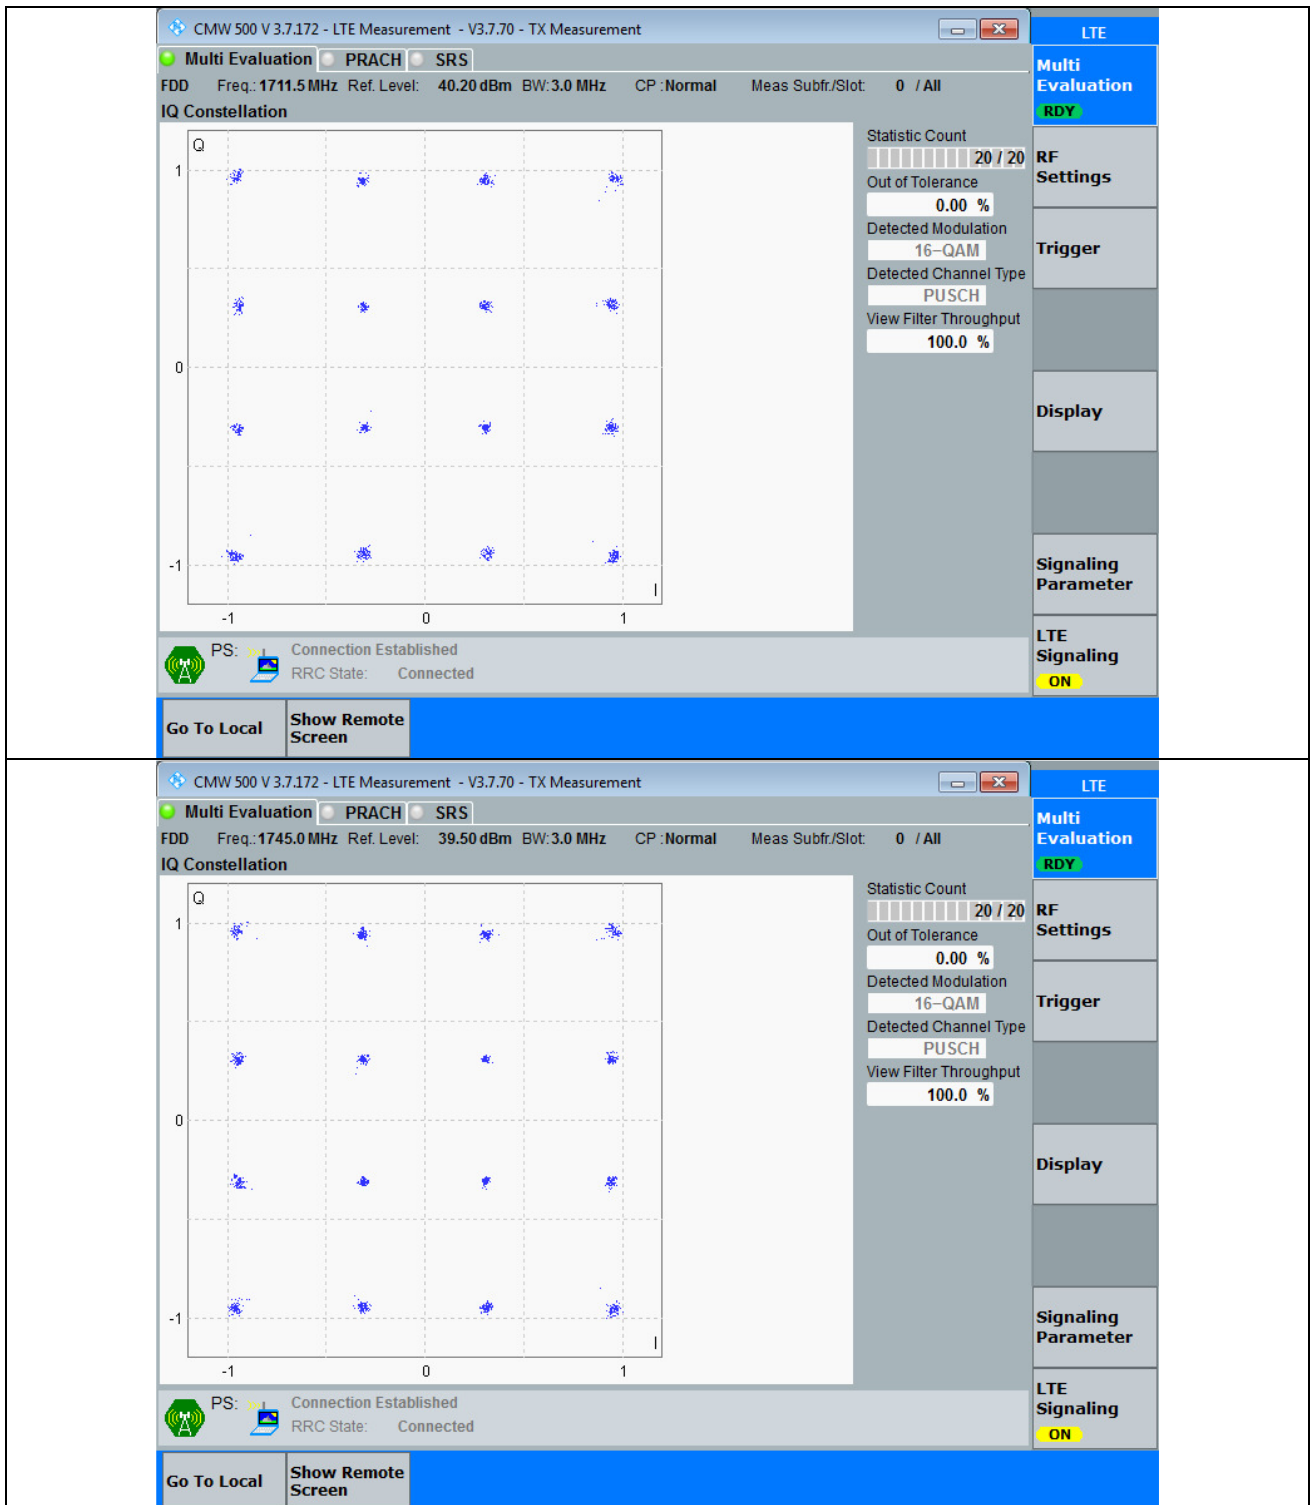 CMW 500 V 3.7.172 - LTE Measurement - V3.7.70 - TX Measurement
LTE
Multi Evaluation PRACH SRS
FDD Freq.: 1711.5 MHz Ref. Level: 40.20 dBm BW: 3.0 MHz CP : Normal Meas Subfr./Slot: 0 / All
IQ Constellation
Q
1
0
-1
I
-1 0 1
Statistic Count
20 / 20
Out of Tolerance
0.00 %
Detected Modulation
16-QAM
Detected Channel Type
PUSCH
View Filter Throughput
100.0 %
Multi
Evaluation
RDY
RF
Settings
Trigger
Display
Signaling
Parameter
LTE
Signaling
ON
PS: Connection Established
RRC State: Connected
Go To Local
Show Remote
Screen
CMW 500 V 3.7.172 - LTE Measurement - V3.7.70 - TX Measurement
LTE
Multi Evaluation PRACH SRS
FDD Freq.: 1745.0 MHz Ref. Level: 39.50 dBm BW: 3.0 MHz CP : Normal Meas Subfr./Slot: 0 / All
IQ Constellation
Q
1
0
-1
I
-1 0 1
Statistic Count
20 / 20
Out of Tolerance
0.00 %
Detected Modulation
16-QAM
Detected Channel Type
PUSCH
View Filter Throughput
100.0 %
Multi
Evaluation
RDY
RF
Settings
Trigger
Display
Signaling
Parameter
LTE
Signaling
ON
PS: Connection Established
RRC State: Connected
Go To Local
Show Remote
Screen